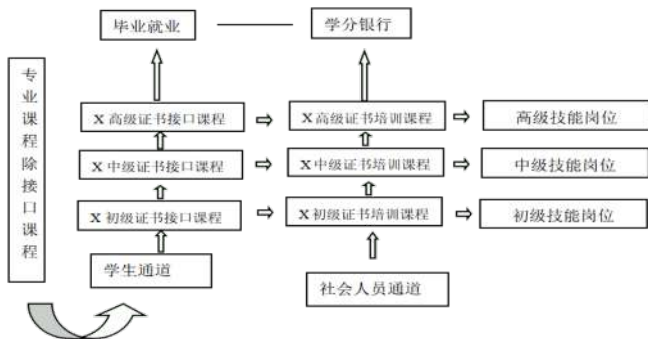 毕业就业
学分银行
专业课程除接口课程
X 高级证书接口课程
X 高级证书培训课程
高级技能岗位
X 中级证书接口课程
X 中级证书培训课程
中级技能岗位
X 初级证书接口课程
X 初级证书培训课程
初级技能岗位
学生通道
社会人员通道